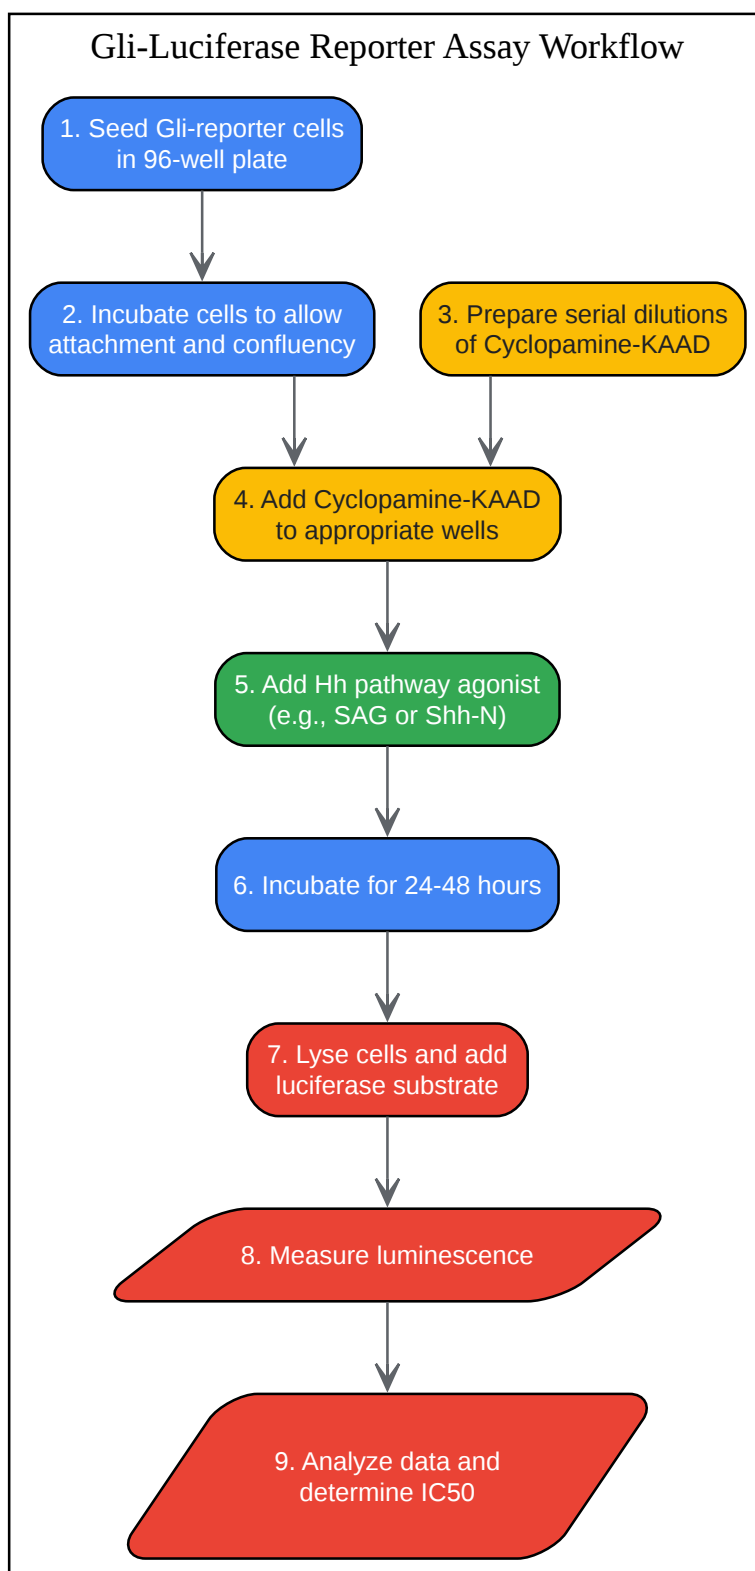 Gli-Luciferase Reporter Assay Workflow
1. Seed Gli-reporter cells
in 96-well plate
2. Incubate cells to allow
attachment and confluency
3. Prepare serial dilutions
of Cyclopamine-KAAD
4. Add Cyclopamine-KAAD
to appropriate wells
5. Add Hh pathway agonist
(e.g., SAG or Shh-N)
6. Incubate for 24-48 hours
7. Lyse cells and add
luciferase substrate
8. Measure luminescence
9. Analyze data and
determine IC50